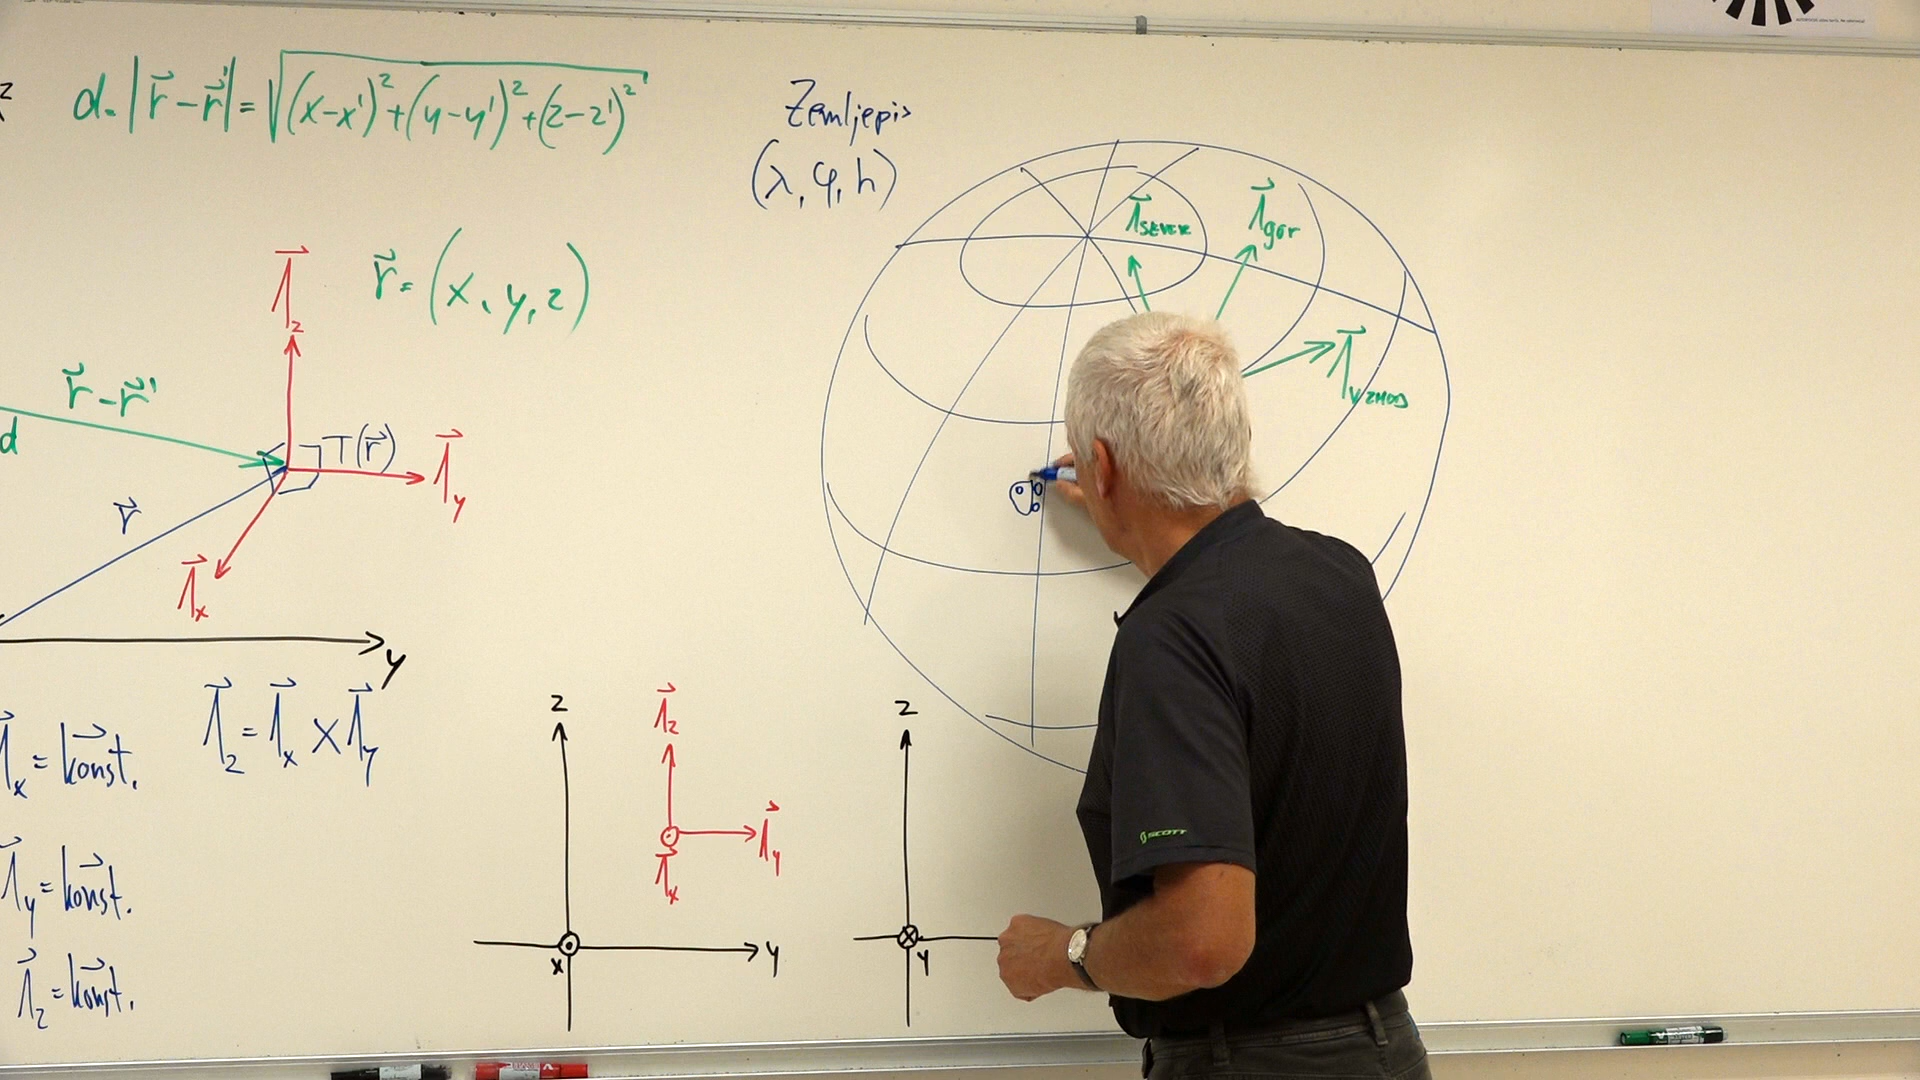 d = |r⃗ − r⃗'| = √(x−x')² + (y−y')² + (z−z')²
Zemljepis
(λ, φ, h)
1⃗z
r⃗ = (x, y, z)
1⃗SEVER
1⃗gor
1⃗VZHOD
r⃗ − r⃗'
d
T(r⃗)
1⃗y
r⃗
1⃗x
y
1⃗x = konst.
1⃗z = 1⃗x × 1⃗y
1⃗y = konst.
1⃗z = konst.
z
1⃗z
1⃗y
1⃗x
x
y
z
y
SCOTT